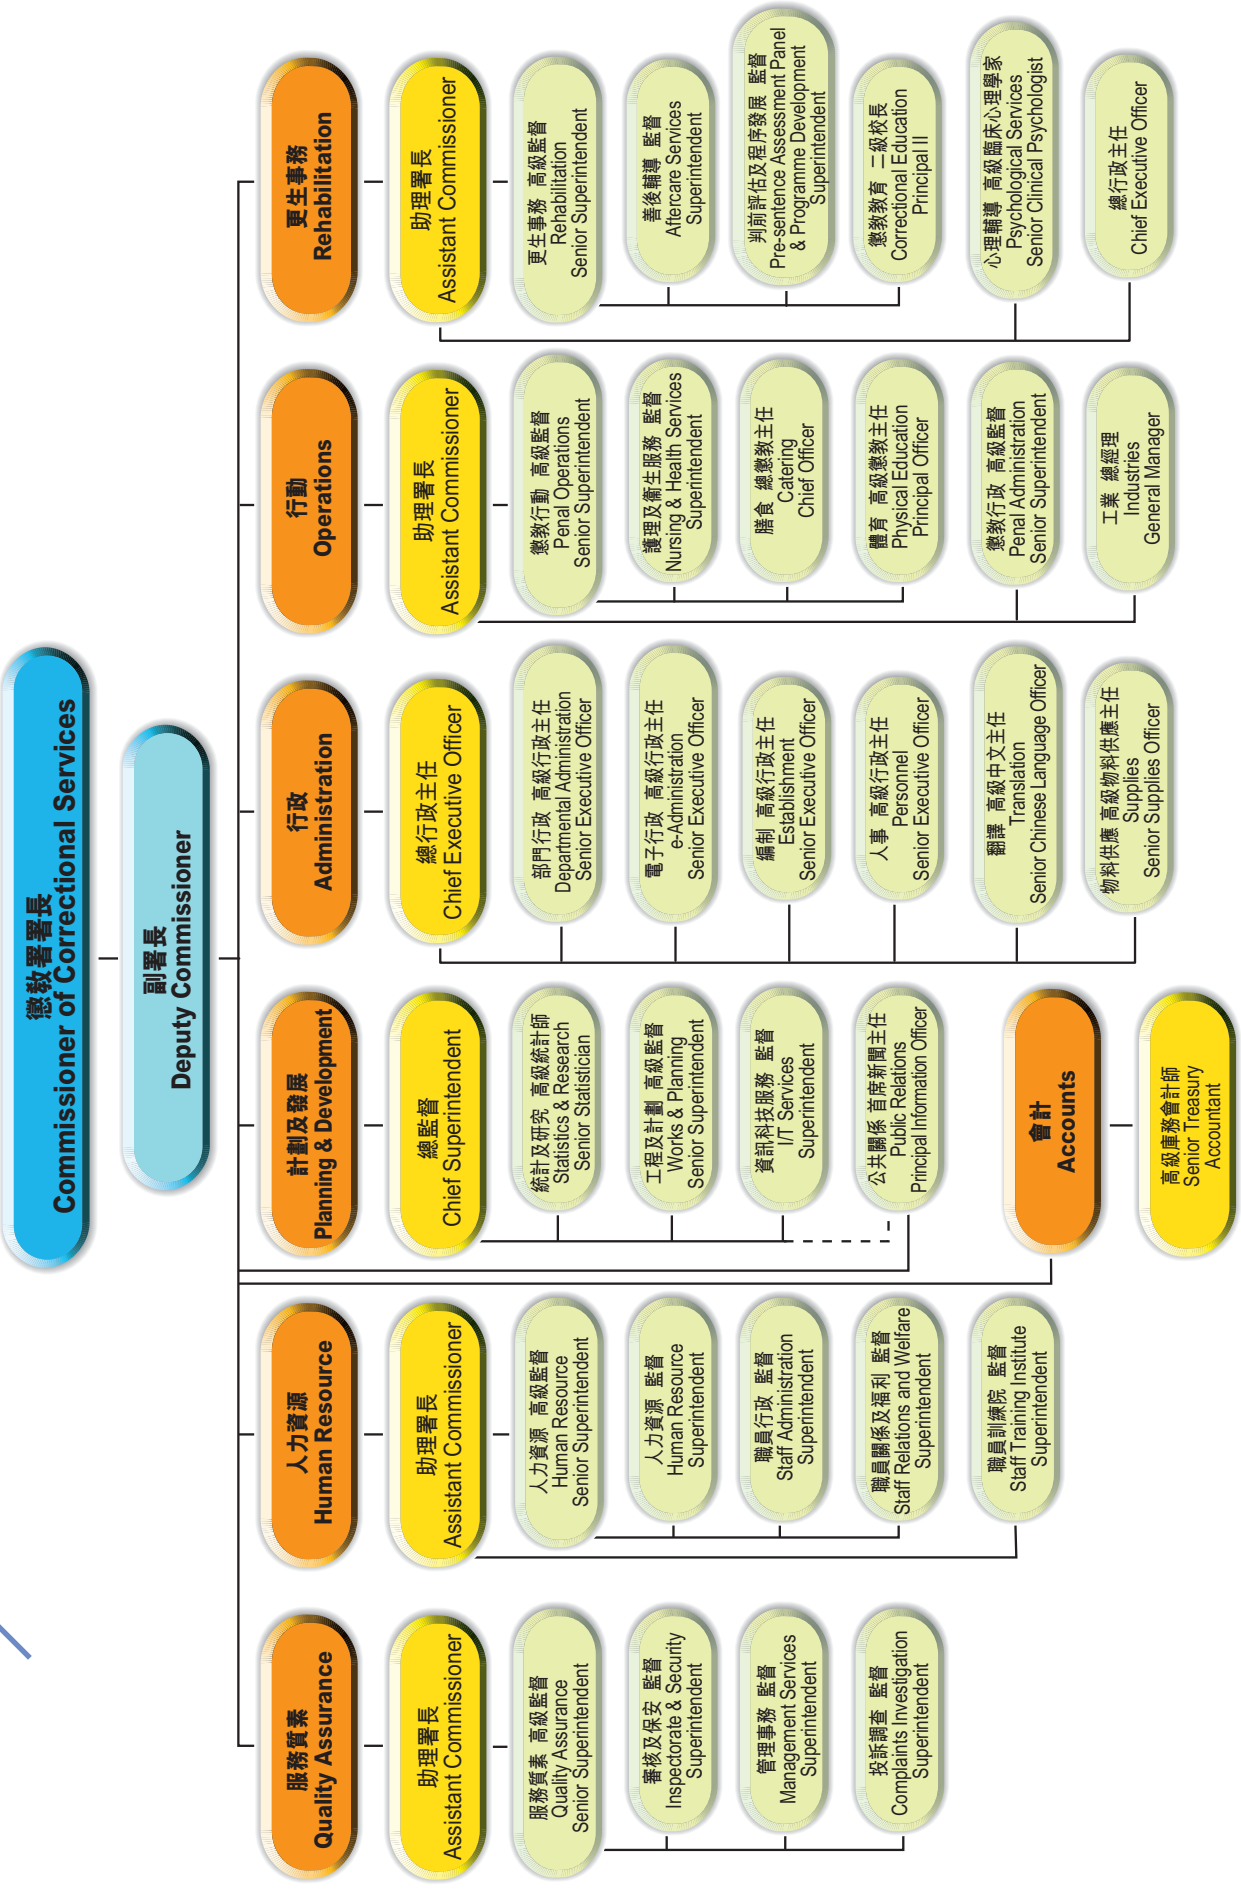 懲教署署長
Commissioner of Correctional Services
副署長
Deputy Commissioner
服務質素
Quality Assurance
助理署長
Assistant Commissioner
服務質素 高級監督
Quality Assurance
Senior Superintendent
審核及保安 監督
Inspectorate & Security
Superintendent
管理事務 監督
Management Services
Superintendent
投訴調查 監督
Complaints Investigation
Superintendent
人力資源
Human Resource
助理署長
Assistant Commissioner
人力資源 高級監督
Human Resource
Senior Superintendent
人力資源 監督
Human Resource
Superintendent
職員行政 監督
Staff Administration
Superintendent
職員關係及福利 監督
Staff Relations and Welfare
Superintendent
職員訓練院 監督
Staff Training Institute
Superintendent
計劃及發展
Planning & Development
總監督
Chief Superintendent
統計及研究 高級統計師
Statistics & Research
Senior Statistician
工程及計劃 高級監督
Works & Planning
Senior Superintendent
資訊科技服務 監督
I/T Services
Superintendent
公共關係 首席新聞主任
Public Relations
Principal Information Officer
會計
Accounts
高級庫務會計師
Senior Treasury
Accountant
行政
Administration
總行政主任
Chief Executive Officer
部門行政 高級行政主任
Departmental Administration
Senior Executive Officer
電子行政 高級行政主任
e-Administration
Senior Executive Officer
編制 高級行政主任
Establishment
Senior Executive Officer
人事 高級行政主任
Personnel
Senior Executive Officer
翻譯 高級中文主任
Translation
Senior Chinese Language Officer
物料供應 高級物料供應主任
Supplies
Senior Supplies Officer
行動
Operations
助理署長
Assistant Commissioner
懲教行動 高級監督
Penal Operations
Senior Superintendent
護理及衞生服務 監督
Nursing & Health Services
Superintendent
膳食 總懲教主任
Catering
Chief Officer
體育 高級懲教主任
Physical Education
Principal Officer
懲教行政 高級監督
Penal Administration
Senior Superintendent
工業 總經理
Industries
General Manager
更生事務
Rehabilitation
助理署長
Assistant Commissioner
更生事務 高級監督
Rehabilitation
Senior Superintendent
善後輔導 監督
Aftercare Services
Superintendent
判前評估及程序發展 監督
Pre-sentence Assessment Panel
& Programme Development
Superintendent
懲教教育 二級校長
Correctional Education
Principal II
心理輔導 高級臨床心理學家
Psychological Services
Senior Clinical Psychologist
總行政主任
Chief Executive Officer